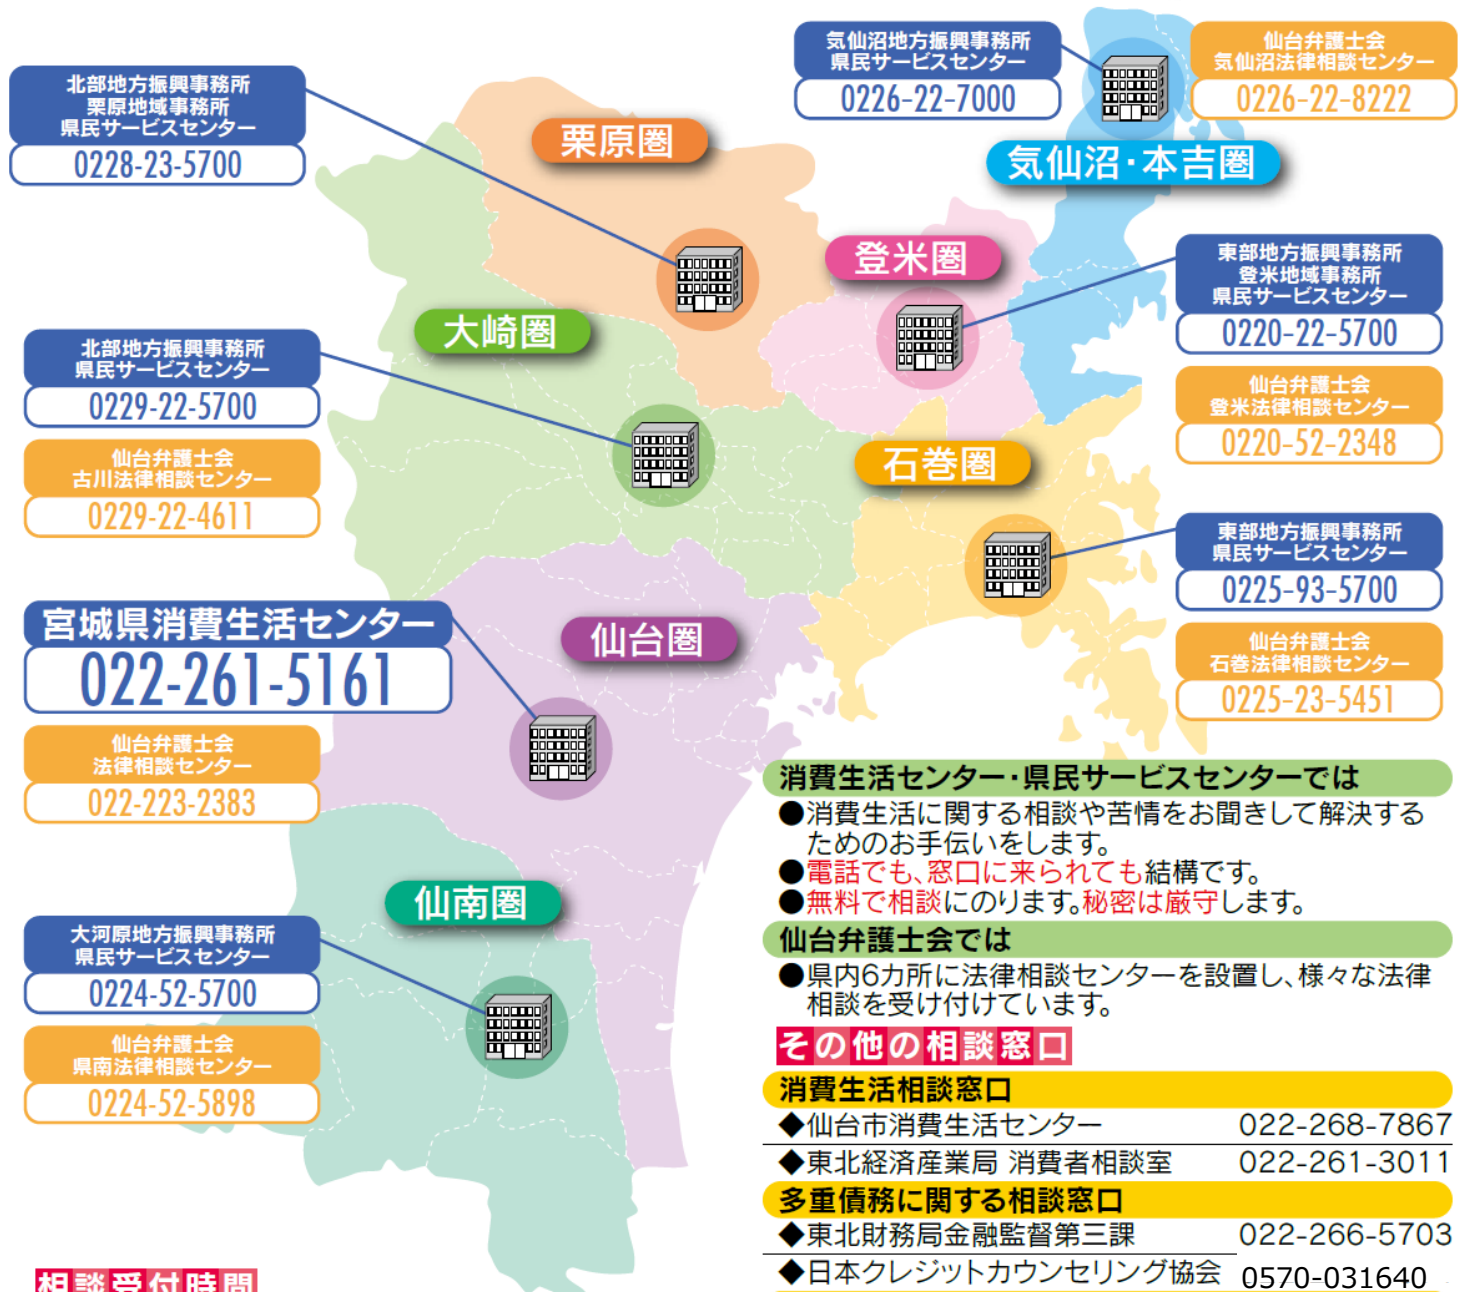 気仙沼地方振興事務所
県民サービスセンター
0226-22-7000
仙台弁護士会
気仙沼法律相談センター
0226-22-8222
北部地方振興事務所
栗原地域事務所
県民サービスセンター
0228-23-5700
栗原圏
気仙沼・本吉圏
登米圏
東部地方振興事務所
登米地域事務所
県民サービスセンター
0220-22-5700
大崎圏
北部地方振興事務所
県民サービスセンター
0229-22-5700
仙台弁護士会
登米法律相談センター
0220-52-2348
仙台弁護士会
古川法律相談センター
0229-22-4611
石巻圏
東部地方振興事務所
県民サービスセンター
0225-93-5700
宮城県消費生活センター
022-261-5161
仙台圏
仙台弁護士会
石巻法律相談センター
0225-23-5451
仙台弁護士会
法律相談センター
022-223-2383
仙南圏
大河原地方振興事務所
県民サービスセンター
0224-52-5700
仙台弁護士会
県南法律相談センター
0224-52-5898
消費生活センター・県民サービスセンターでは
●消費生活に関する相談や苦情をお聞きして解決する
ためのお手伝いをします。
●電話でも、窓口に来られても結構です。
●無料で相談にのります。秘密は厳守します。
仙台弁護士会では
●県内6カ所に法律相談センターを設置し、様々な法律
相談を受け付けています。
その他の相談窓口
消費生活相談窓口
◆仙台市消費生活センター 022-268-7867
◆東北経済産業局 消費者相談室 022-261-3011
多重債務に関する相談窓口
◆東北財務局金融監督第三課 022-266-5703
◆日本クレジットカウンセリング協会 0570-031640
相談受付時間